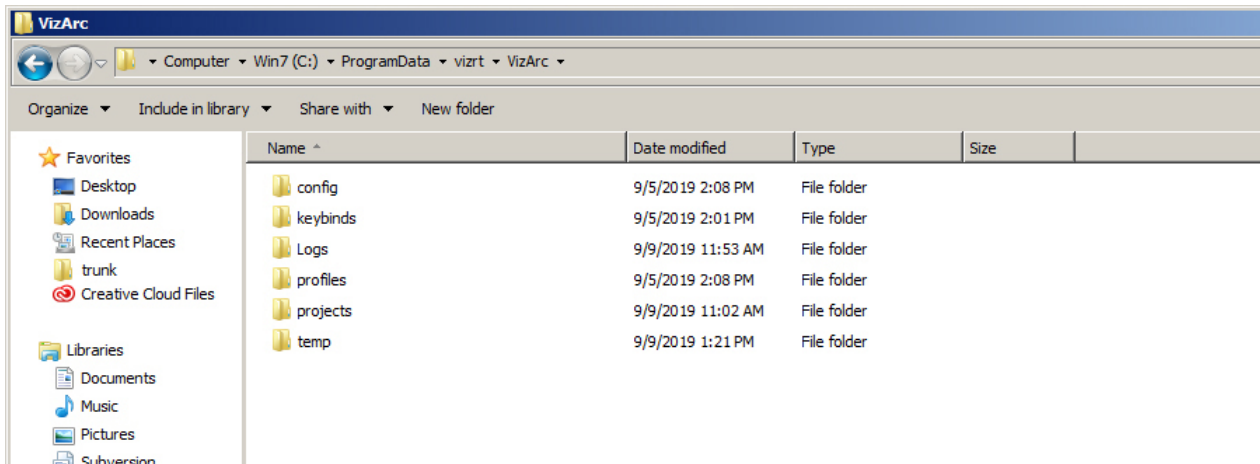 VizArc
Computer Win7 (C:) ProgramData vizrt VizArc
Organize Include in library Share with New folder
Name Date modified Type Size
Favorites
Desktop
Downloads
Recent Places
trunk
Creative Cloud Files
Libraries
Documents
Music
Pictures
Subversion
config 9/5/2019 2:08 PM File folder
keybinds 9/5/2019 2:01 PM File folder
Logs 9/9/2019 11:53 AM File folder
profiles 9/5/2019 2:08 PM File folder
projects 9/9/2019 11:02 AM File folder
temp 9/9/2019 1:21 PM File folder